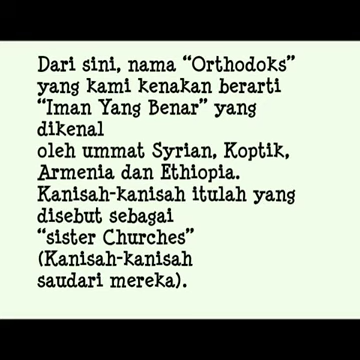 Dari sini, nama “Orthodoks”
yang kami kenakan berarti
“Iman Yang Benar” yang
dikenal
oleh ummat Syrian, Koptik,
Armenia dan Ethiopia.
Kanisah-kanisah itulah yang
disebut sebagai
“sister Churches”
(Kanisah-kanisah
saudari mereka).